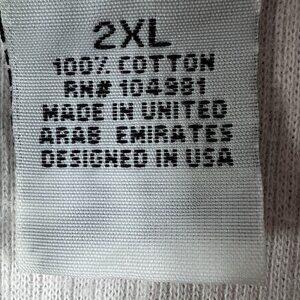 2XL
100% COTTON
RN# 104981
MADE IN UNITED
ARAB EMIRATES
DESIGNED IN USA